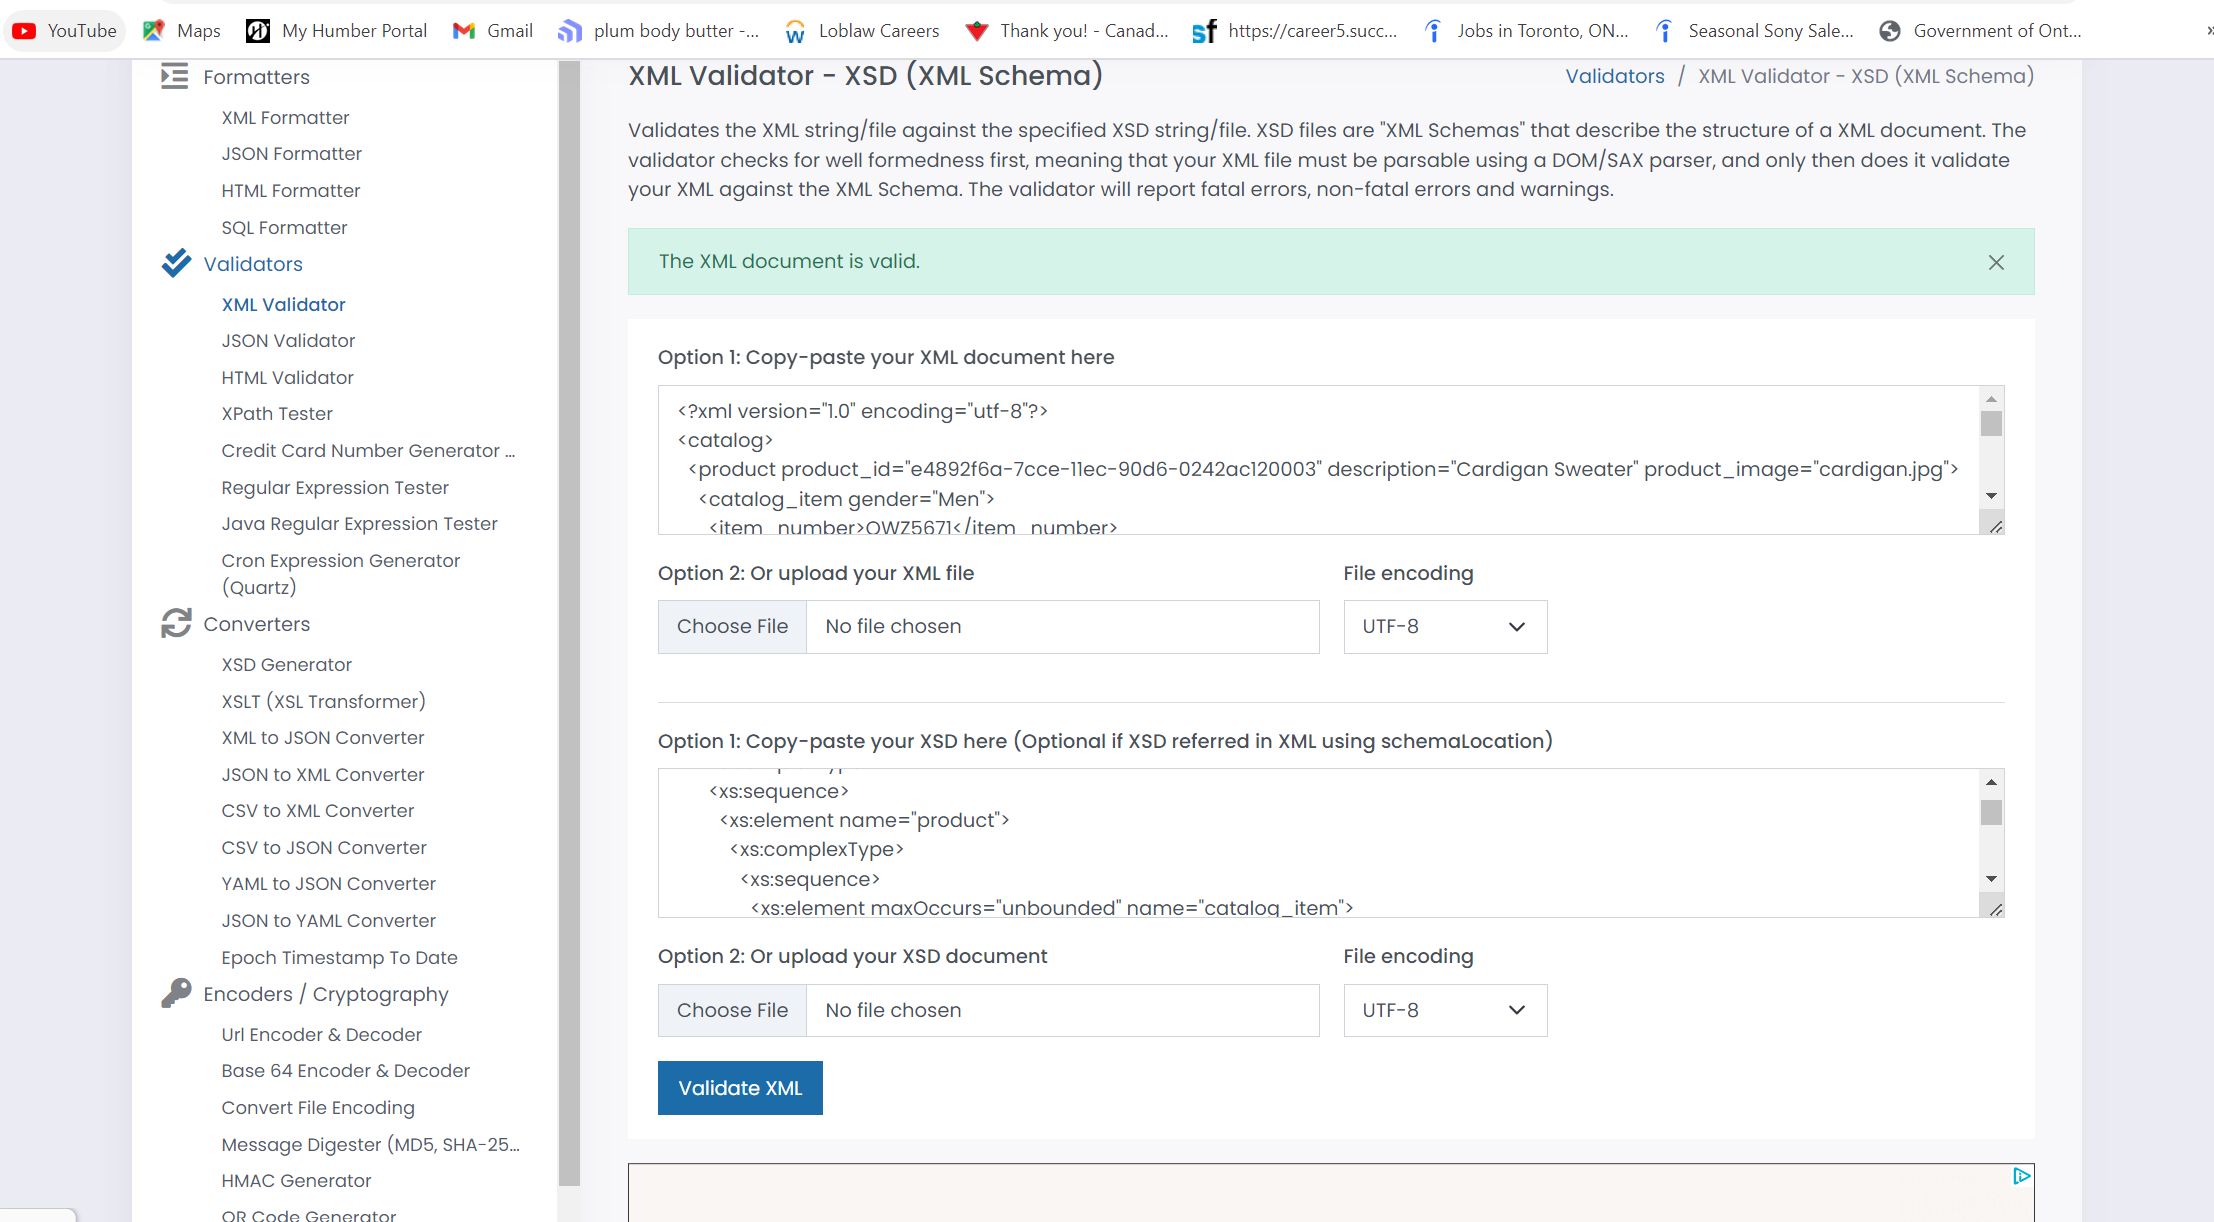 YouTube
Maps
My Humber Portal
Gmail
plum body butter -...
Loblaw Careers
Thank you! - Canad...
https://career5.succ...
Jobs in Toronto, ON...
Seasonal Sony Sale...
Government of Ont...
»
Formatters
XML Formatter
JSON Formatter
HTML Formatter
SQL Formatter
Validators
XML Validator
JSON Validator
HTML Validator
XPath Tester
Credit Card Number Generator ...
Regular Expression Tester
Java Regular Expression Tester
Cron Expression Generator
(Quartz)
Converters
XSD Generator
XSLT (XSL Transformer)
XML to JSON Converter
JSON to XML Converter
CSV to XML Converter
CSV to JSON Converter
YAML to JSON Converter
JSON to YAML Converter
Epoch Timestamp To Date
Encoders / Cryptography
Url Encoder & Decoder
Base 64 Encoder & Decoder
Convert File Encoding
Message Digester (MD5, SHA-25...
HMAC Generator
QR Code Generator
XML Validator - XSD (XML Schema)
Validators / XML Validator - XSD (XML Schema)
Validates the XML string/file against the specified XSD string/file. XSD files are "XML Schemas" that describe the structure of a XML document. The
validator checks for well formedness first, meaning that your XML file must be parsable using a DOM/SAX parser, and only then does it validate
your XML against the XML Schema. The validator will report fatal errors, non-fatal errors and warnings.
The XML document is valid.
Option 1: Copy-paste your XML document here
<?xml version="1.0" encoding="utf-8"?>
<catalog>
<product product_id="e4892f6a-7cce-11ec-90d6-0242ac120003" description="Cardigan Sweater" product_image="cardigan.jpg">
<catalog_item gender="Men">
<item_number>QWZ5671</item_number>
Option 2: Or upload your XML file
File encoding
Choose File No file chosen
UTF-8
Option 1: Copy-paste your XSD here (Optional if XSD referred in XML using schemaLocation)
<xs:sequence>
<xs:element name="product">
<xs:complexType>
<xs:sequence>
<xs:element maxOccurs="unbounded" name="catalog_item">
Option 2: Or upload your XSD document
File encoding
Choose File No file chosen
UTF-8
Validate XML